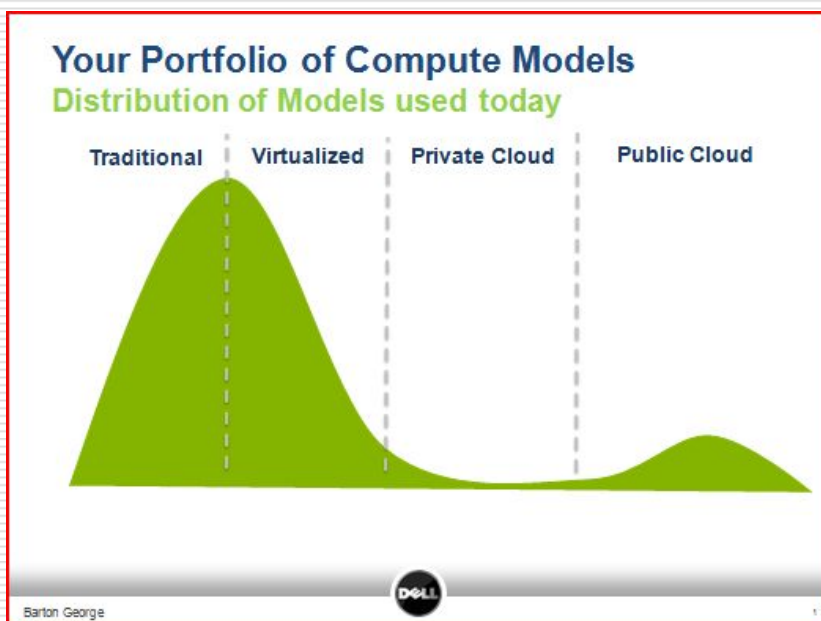 Your Portfolio of Compute Models
Distribution of Models used today
Traditional Virtualized Private Cloud Public Cloud
DELL
Barton George 1